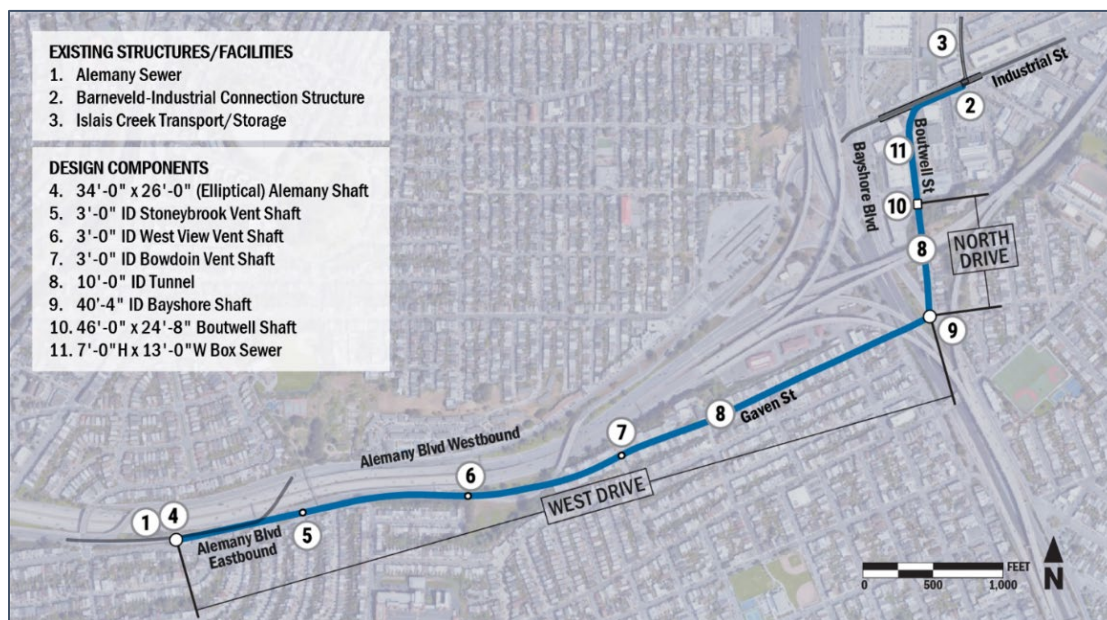 EXISTING STRUCTURES/FACILITIES
1. Alemany Sewer
2. Barneveld-Industrial Connection Structure
3. Islais Creek Transport/Storage
DESIGN COMPONENTS
4. 34'-0" x 26'-0" (Elliptical) Alemany Shaft
5. 3'-0" ID Stoneybrook Vent Shaft
6. 3'-0" ID West View Vent Shaft
7. 3'-0" ID Bowdoin Vent Shaft
8. 10'-0" ID Tunnel
9. 40'-4" ID Bayshore Shaft
10. 46'-0" x 24'-8" Boutwell Shaft
11. 7'-0"H x 13'-0"W Box Sewer
3
Industrial St
2
Bayshore Blvd
11
Boutwell St
10
8
NORTH
DRIVE
9
8
Gaven St
7
Alemany Blvd Westbound
6
WEST DRIVE
1
4
5
Alemany Blvd
Eastbound
FEET
0
500
1,000
N